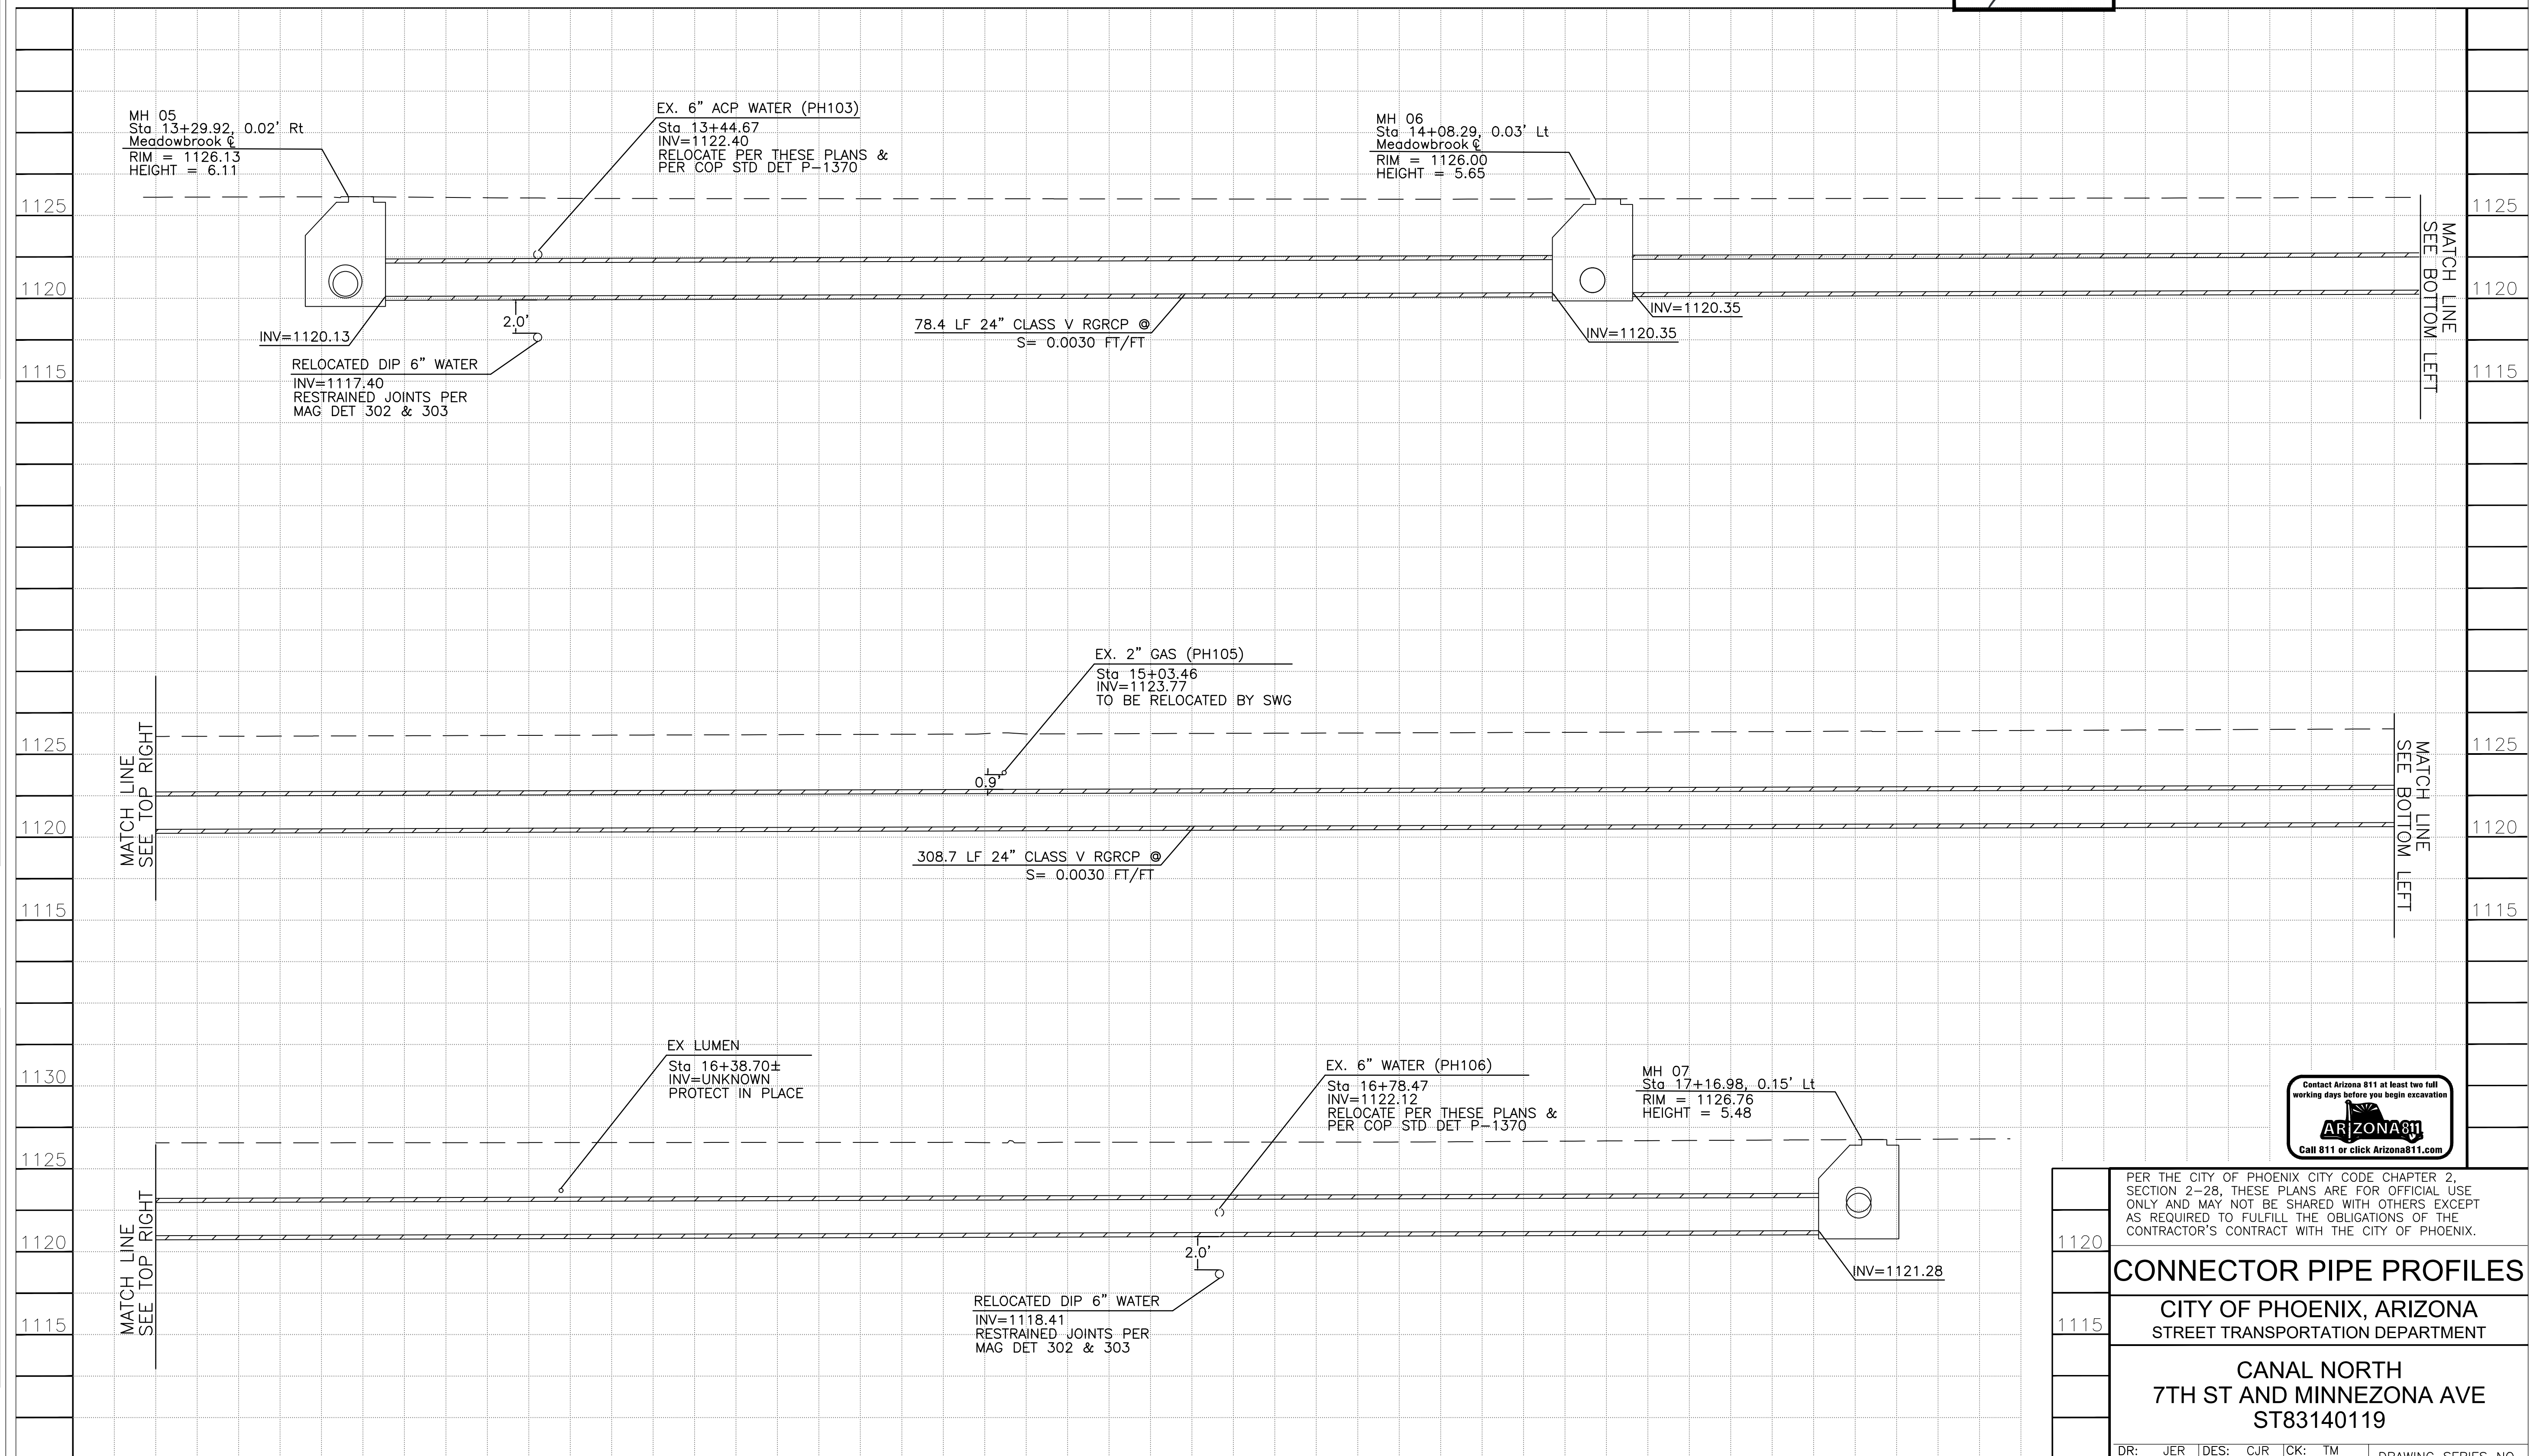 MH 05
Sta 13+29.92, 0.02' Rt
Meadowbrook ℄
RIM = 1126.13
HEIGHT = 6.11
EX. 6" ACP WATER (PH103)
Sta 13+44.67
INV=1122.40
RELOCATE PER THESE PLANS &
PER COP STD DET P-1370
MH 06
Sta 14+08.29, 0.03' Lt
Meadowbrook ℄
RIM = 1126.00
HEIGHT = 5.65
1125
1120
1115
1125
1120
1115
MATCH LINE
SEE BOTTOM LEFT
INV=1120.13
2.0'
RELOCATED DIP 6" WATER
INV=1117.40
RESTRAINED JOINTS PER
MAG DET 302 & 303
78.4 LF 24" CLASS V RGRCP @
S= 0.0030 FT/FT
INV=1120.35
INV=1120.35
EX. 2" GAS (PH105)
Sta 15+03.46
INV=1123.77
TO BE RELOCATED BY SWG
1125
1120
1115
MATCH LINE
SEE TOP RIGHT
0.9'
308.7 LF 24" CLASS V RGRCP @
S= 0.0030 FT/FT
MATCH LINE
SEE BOTTOM LEFT
1125
1120
1115
EX LUMEN
Sta 16+38.70±
INV=UNKNOWN
PROTECT IN PLACE
EX. 6" WATER (PH106)
Sta 16+78.47
INV=1122.12
RELOCATE PER THESE PLANS &
PER COP STD DET P-1370
MH 07
Sta 17+16.98, 0.15' Lt
RIM = 1126.76
HEIGHT = 5.48
1130
1125
1120
1115
MATCH LINE
SEE TOP RIGHT
2.0'
RELOCATED DIP 6" WATER
INV=1118.41
RESTRAINED JOINTS PER
MAG DET 302 & 303
INV=1121.28
1120
1115
Contact Arizona 811 at least two full
working days before you begin excavation
ARIZONA811
Call 811 or click Arizona811.com
PER THE CITY OF PHOENIX CITY CODE CHAPTER 2,
SECTION 2-28, THESE PLANS ARE FOR OFFICIAL USE
ONLY AND MAY NOT BE SHARED WITH OTHERS EXCEPT
AS REQUIRED TO FULFILL THE OBLIGATIONS OF THE
CONTRACTOR'S CONTRACT WITH THE CITY OF PHOENIX.
CONNECTOR PIPE PROFILES
CITY OF PHOENIX, ARIZONA
STREET TRANSPORTATION DEPARTMENT
CANAL NORTH
7TH ST AND MINNEZONA AVE
ST83140119
DR: JER DES: CJR CK: TM
DRAWING SERIES NO